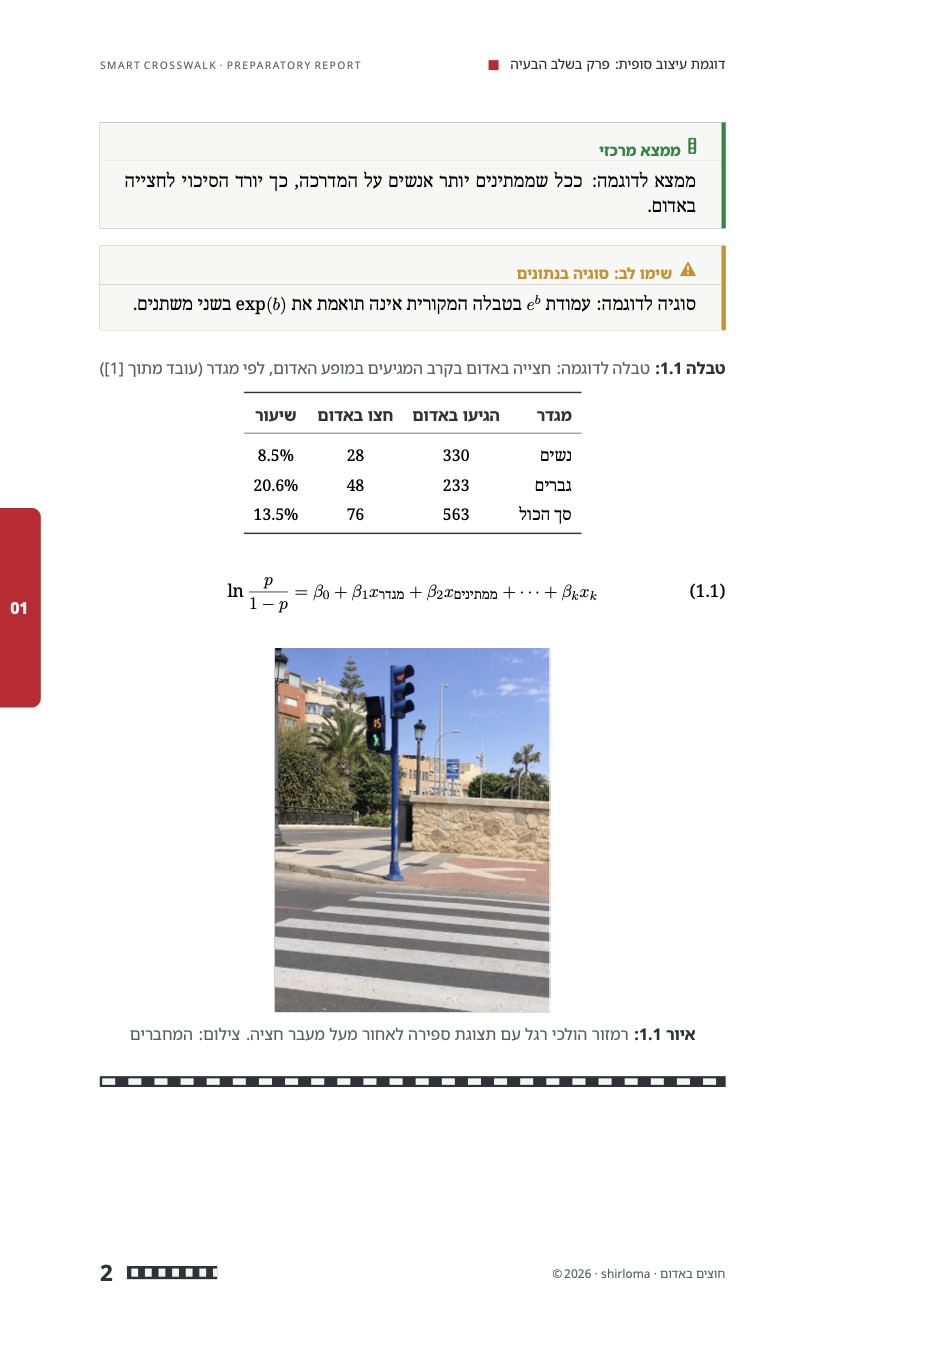 דוגמת עיצוב סופית: פרק בשלב הבעיה
SMART CROSSWALK · PREPARATORY REPORT
ממצא מרכזי
ממצא לדוגמה: ככל שממתינים יותר אנשים על המדרכה, כך יורד הסיכוי לחצייה
באדום.
שימו לב: סוגיה בנתונים
סוגיה לדוגמה: עמודת e^b בטבלה המקורית אינה תואמת את exp(b) בשני משתנים.
טבלה 1.1: טבלה לדוגמה: חצייה באדום בקרב המגיעים במופע האדום, לפי מגדר (עובד מתוך [1])
מגדר הגיעו באדום חצו באדום שיעור
נשים 330 28 8.5%
גברים 233 48 20.6%
סך הכול 563 76 13.5%
ln p/(1 − p) = β₀ + β₁x_מגדר + β₂x_ממתינים + ⋯ + β_k x_k (1.1)
01
15
איור 1.1: רמזור הולכי רגל עם תצוגת ספירה לאחור מעל מעבר חציה. צילום: המחברים
חוצים באדום · shirloma · 2026 ©
2